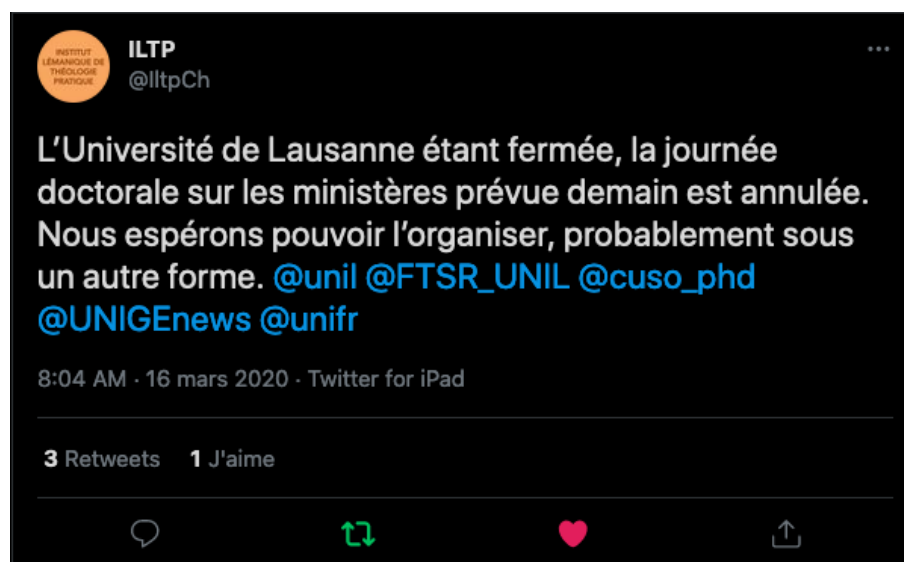 INSTITUT
LÉMANIQUE DE
THÉOLOGIE
PRATIQUE
ILTP
@IltpCh
L’Université de Lausanne étant fermée, la journée
doctorale sur les ministères prévue demain est annulée.
Nous espérons pouvoir l’organiser, probablement sous
un autre forme. @unil @FTSR_UNIL @cuso_phd
@UNIGEnews @unifr
8:04 AM · 16 mars 2020 · Twitter for iPad
3 Retweets 1 J'aime